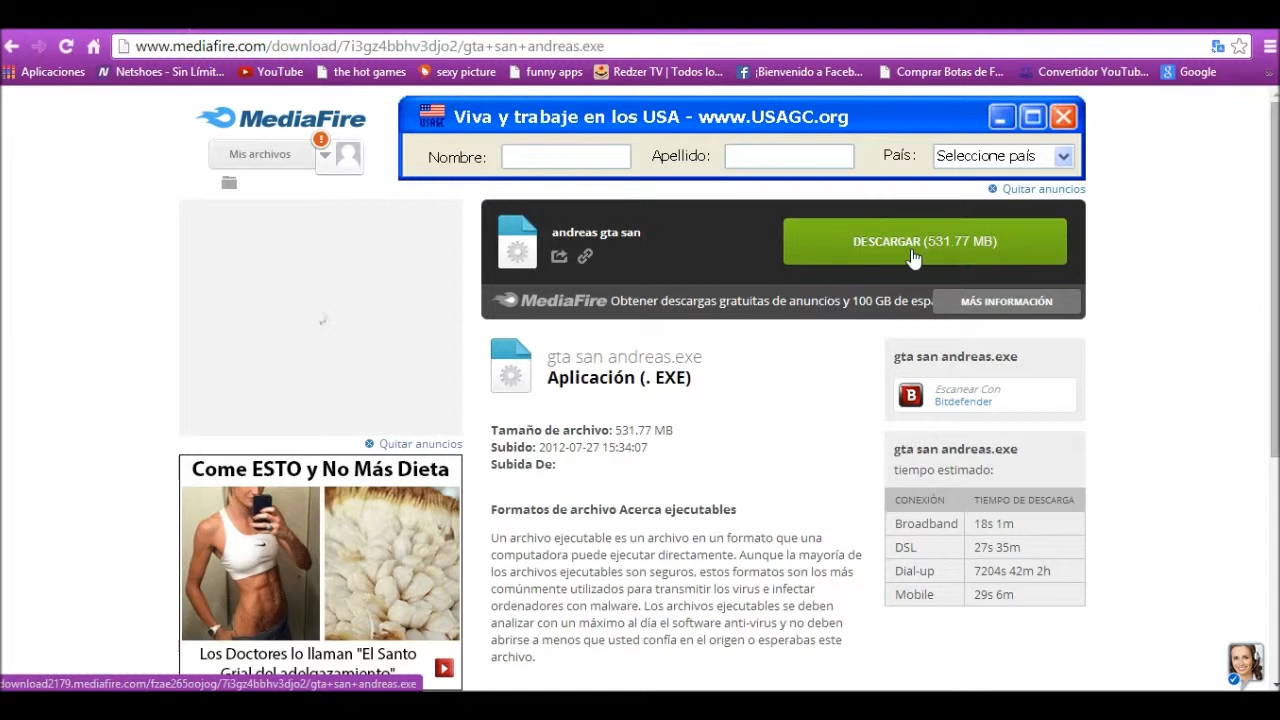 www.mediafire.com/download/7i3gz4bbhv3djo2/gta+san+andreas.exe
Aplicaciones
Netshoes - Sin Límit...
YouTube
the hot games
sexy picture
funny apps
Redzer TV | Todos lo...
¡Bienvenido a Faceb...
Comprar Botas de F...
Convertidor YouTub...
Google
MediaFire
Mis archivos
USAGC
Viva y trabaje en los USA - www.USAGC.org
Nombre:
Apellido:
País:
Seleccione país
Quitar anuncios
andreas gta san
DESCARGAR (531.77 MB)
MediaFire Obtener descargas gratuitas de anuncios y 100 GB de espa
MÁS INFORMACIÓN
gta san andreas.exe
Aplicación (. EXE)
Tamaño de archivo: 531.77 MB
Subido: 2012-07-27 15:34:07
Subida De:
Formatos de archivo Acerca ejecutables
Un archivo ejecutable es un archivo en un formato que una
computadora puede ejecutar directamente. Aunque la mayoría de
los archivos ejecutables son seguros, estos formatos son los más
comúnmente utilizados para transmitir los virus e infectar
ordenadores con malware. Los archivos ejecutables se deben
analizar con un máximo al día el software anti-virus y no deben
abrirse a menos que usted confía en el origen o esperabas este
archivo.
gta san andreas.exe
Escanear Con
Bitdefender
gta san andreas.exe
tiempo estimado:
CONEXIÓN TIEMPO DE DESCARGA
Broadband 18s 1m
DSL 27s 35m
Dial-up 7204s 42m 2h
Mobile 29s 6m
Quitar anuncios
Come ESTO y No Más Dieta
Los Doctores lo llaman "El Santo
Grial del adelgazamiento"
download2179.mediafire.com/fzae265oojog/7i3gz4bbhv3djo2/gta+san+andreas.exe